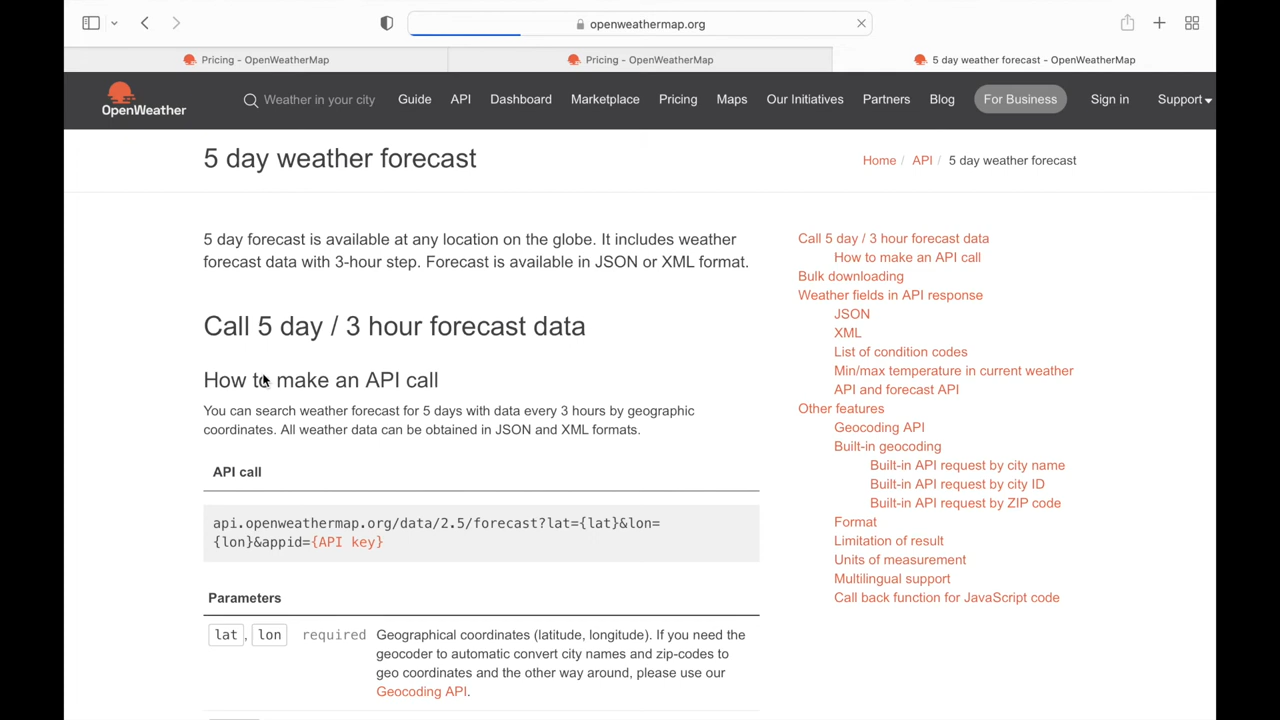 openweathermap.org
Pricing - OpenWeatherMap
Pricing - OpenWeatherMap
5 day weather forecast - OpenWeatherMap
OpenWeather
Weather in your city
Guide
API
Dashboard
Marketplace
Pricing
Maps
Our Initiatives
Partners
Blog
For Business
Sign in
Support
5 day weather forecast
Home / API / 5 day weather forecast
5 day forecast is available at any location on the globe. It includes weather
forecast data with 3-hour step. Forecast is available in JSON or XML format.
Call 5 day / 3 hour forecast data
How to make an API call
You can search weather forecast for 5 days with data every 3 hours by geographic
coordinates. All weather data can be obtained in JSON and XML formats.
API call
api.openweathermap.org/data/2.5/forecast?lat={lat}&lon=
{lon}&appid={API key}
Parameters
lat, lon required Geographical coordinates (latitude, longitude). If you need the
geocoder to automatic convert city names and zip-codes to
geo coordinates and the other way around, please use our
Geocoding API.
Call 5 day / 3 hour forecast data
How to make an API call
Bulk downloading
Weather fields in API response
JSON
XML
List of condition codes
Min/max temperature in current weather
API and forecast API
Other features
Geocoding API
Built-in geocoding
Built-in API request by city name
Built-in API request by city ID
Built-in API request by ZIP code
Format
Limitation of result
Units of measurement
Multilingual support
Call back function for JavaScript code